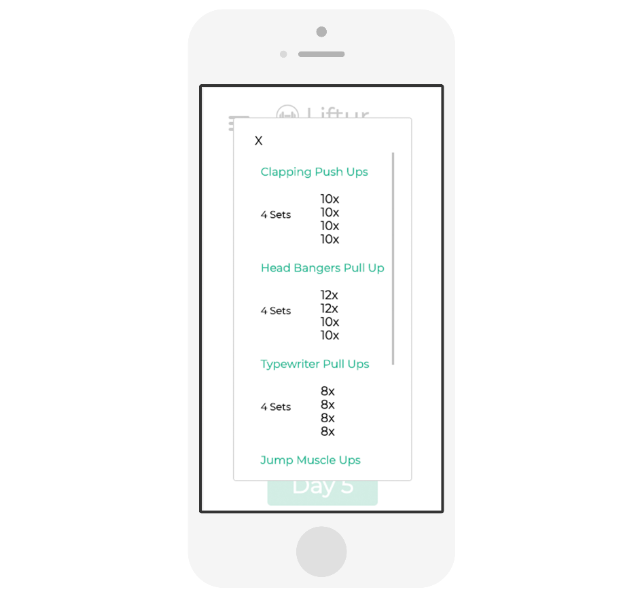 Liftur
X
Clapping Push Ups
4 Sets
10x
10x
10x
10x
Head Bangers Pull Up
4 Sets
12x
12x
10x
10x
Typewriter Pull Ups
4 Sets
8x
8x
8x
8x
Jump Muscle Ups
Day 5